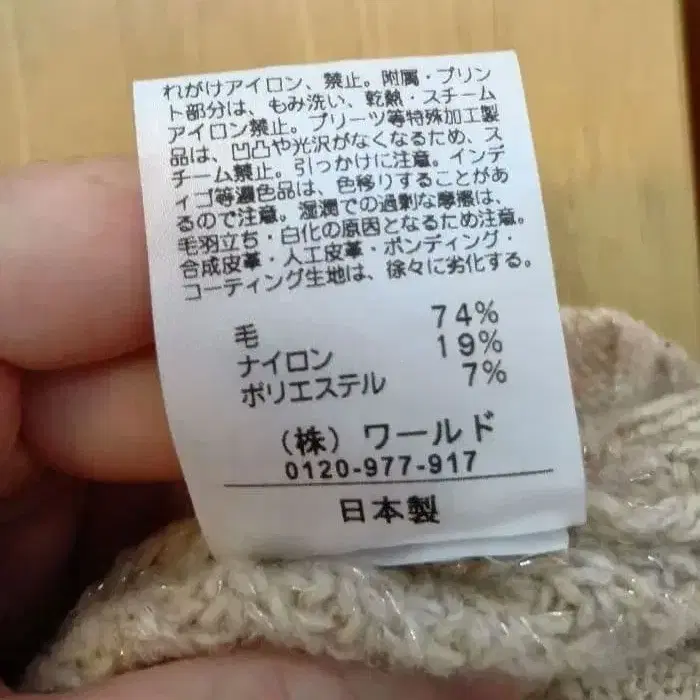 れがけアイロン、禁止。附属・プリン
ト部分は、もみ洗い、乾熱・スチーム
アイロン禁止。プリーツ等特殊加工製
品は、凹凸や光沢がなくなるため、ス
チーム禁止。引っかけに注意。インデ
ィゴ等濃色品は、色移りすることがあ
るので注意。湿潤での過剰な摩擦は、
毛羽立ち・白化の原因となるため注意。
合成皮革・人工皮革・ボンディング・
コーティング生地は、徐々に劣化する。
毛 74%
ナイロン 19%
ポリエステル 7%
(株) ワールド
0120-977-917
日本製